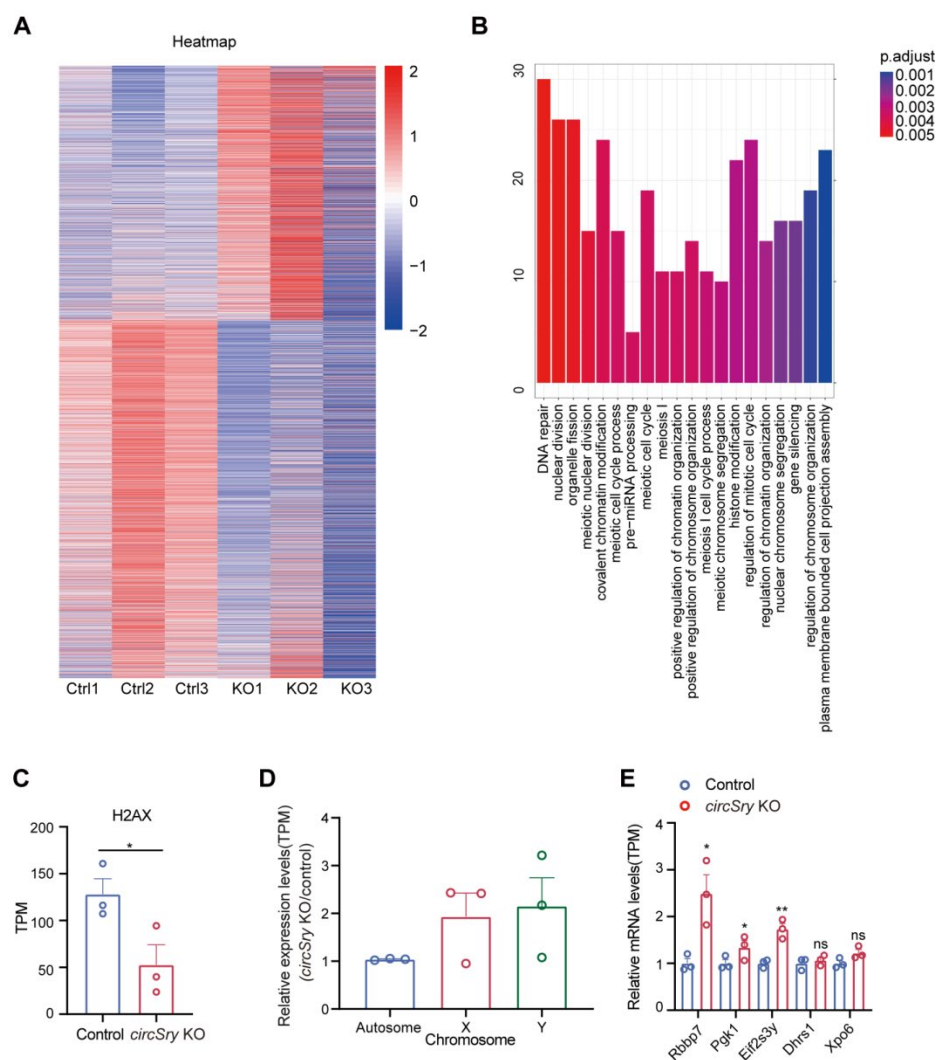 A
Heatmap
2
1
0
−1
−2
Ctrl1 Ctrl2 Ctrl3 KO1 KO2 KO3
B
p.adjust
0.001
0.002
0.003
0.004
0.005
30
20
10
0
DNA repair
nuclear division
organelle fission
meiotic nuclear division
covalent chromatin modification
meiotic cell cycle process
pre−miRNA processing
meiotic cell cycle
meiosis I
positive regulation of chromatin organization
positive regulation of chromosome organization
meiosis I cell cycle process
meiotic chromosome segregation
histone modification
regulation of mitotic cell cycle
regulation of chromatin organization
nuclear chromosome segregation
gene silencing
regulation of chromosome organization
plasma membrane bounded cell projection assembly
C
H2AX
*
200
150
100
50
0
TPM
Control circSry KO
D
Relative expression levels(TPM)
(circSry KO/control)
4
3
2
1
0
Autosome X Y
Chromosome
E
Control
circSry KO
Relative mRNA levels(TPM)
4
3
2
1
0
* * ** ns ns
Rbbp7 Pgk1 Eif2s3y Dhrs1 Xpo6